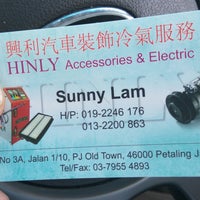 興利汽車裝飾冷氣服務
HINLY Accessories & Electric
Sunny Lam
H/P: 019-2246 176
013-2200 863
No 3A, Jalan 1/10, PJ Old Town, 46000 Petaling J
Tel/Fax: 03-7955 4893